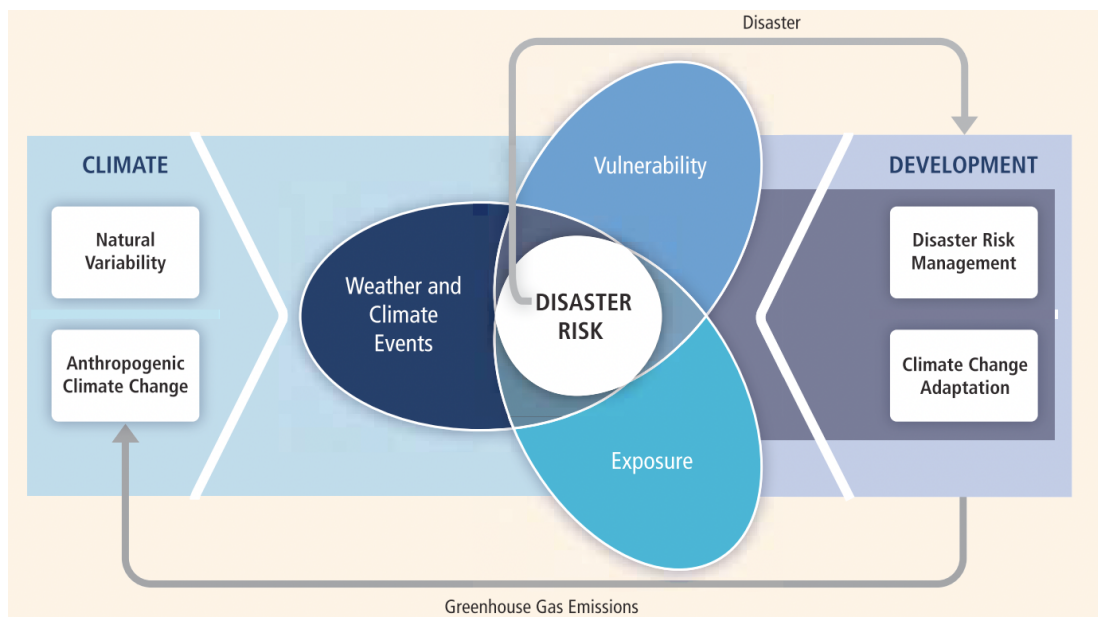 Disaster
CLIMATE
Natural
Variability
Anthropogenic
Climate Change
Weather and
Climate
Events
Vulnerability
DISASTER
RISK
Exposure
DEVELOPMENT
Disaster Risk
Management
Climate Change
Adaptation
Greenhouse Gas Emissions